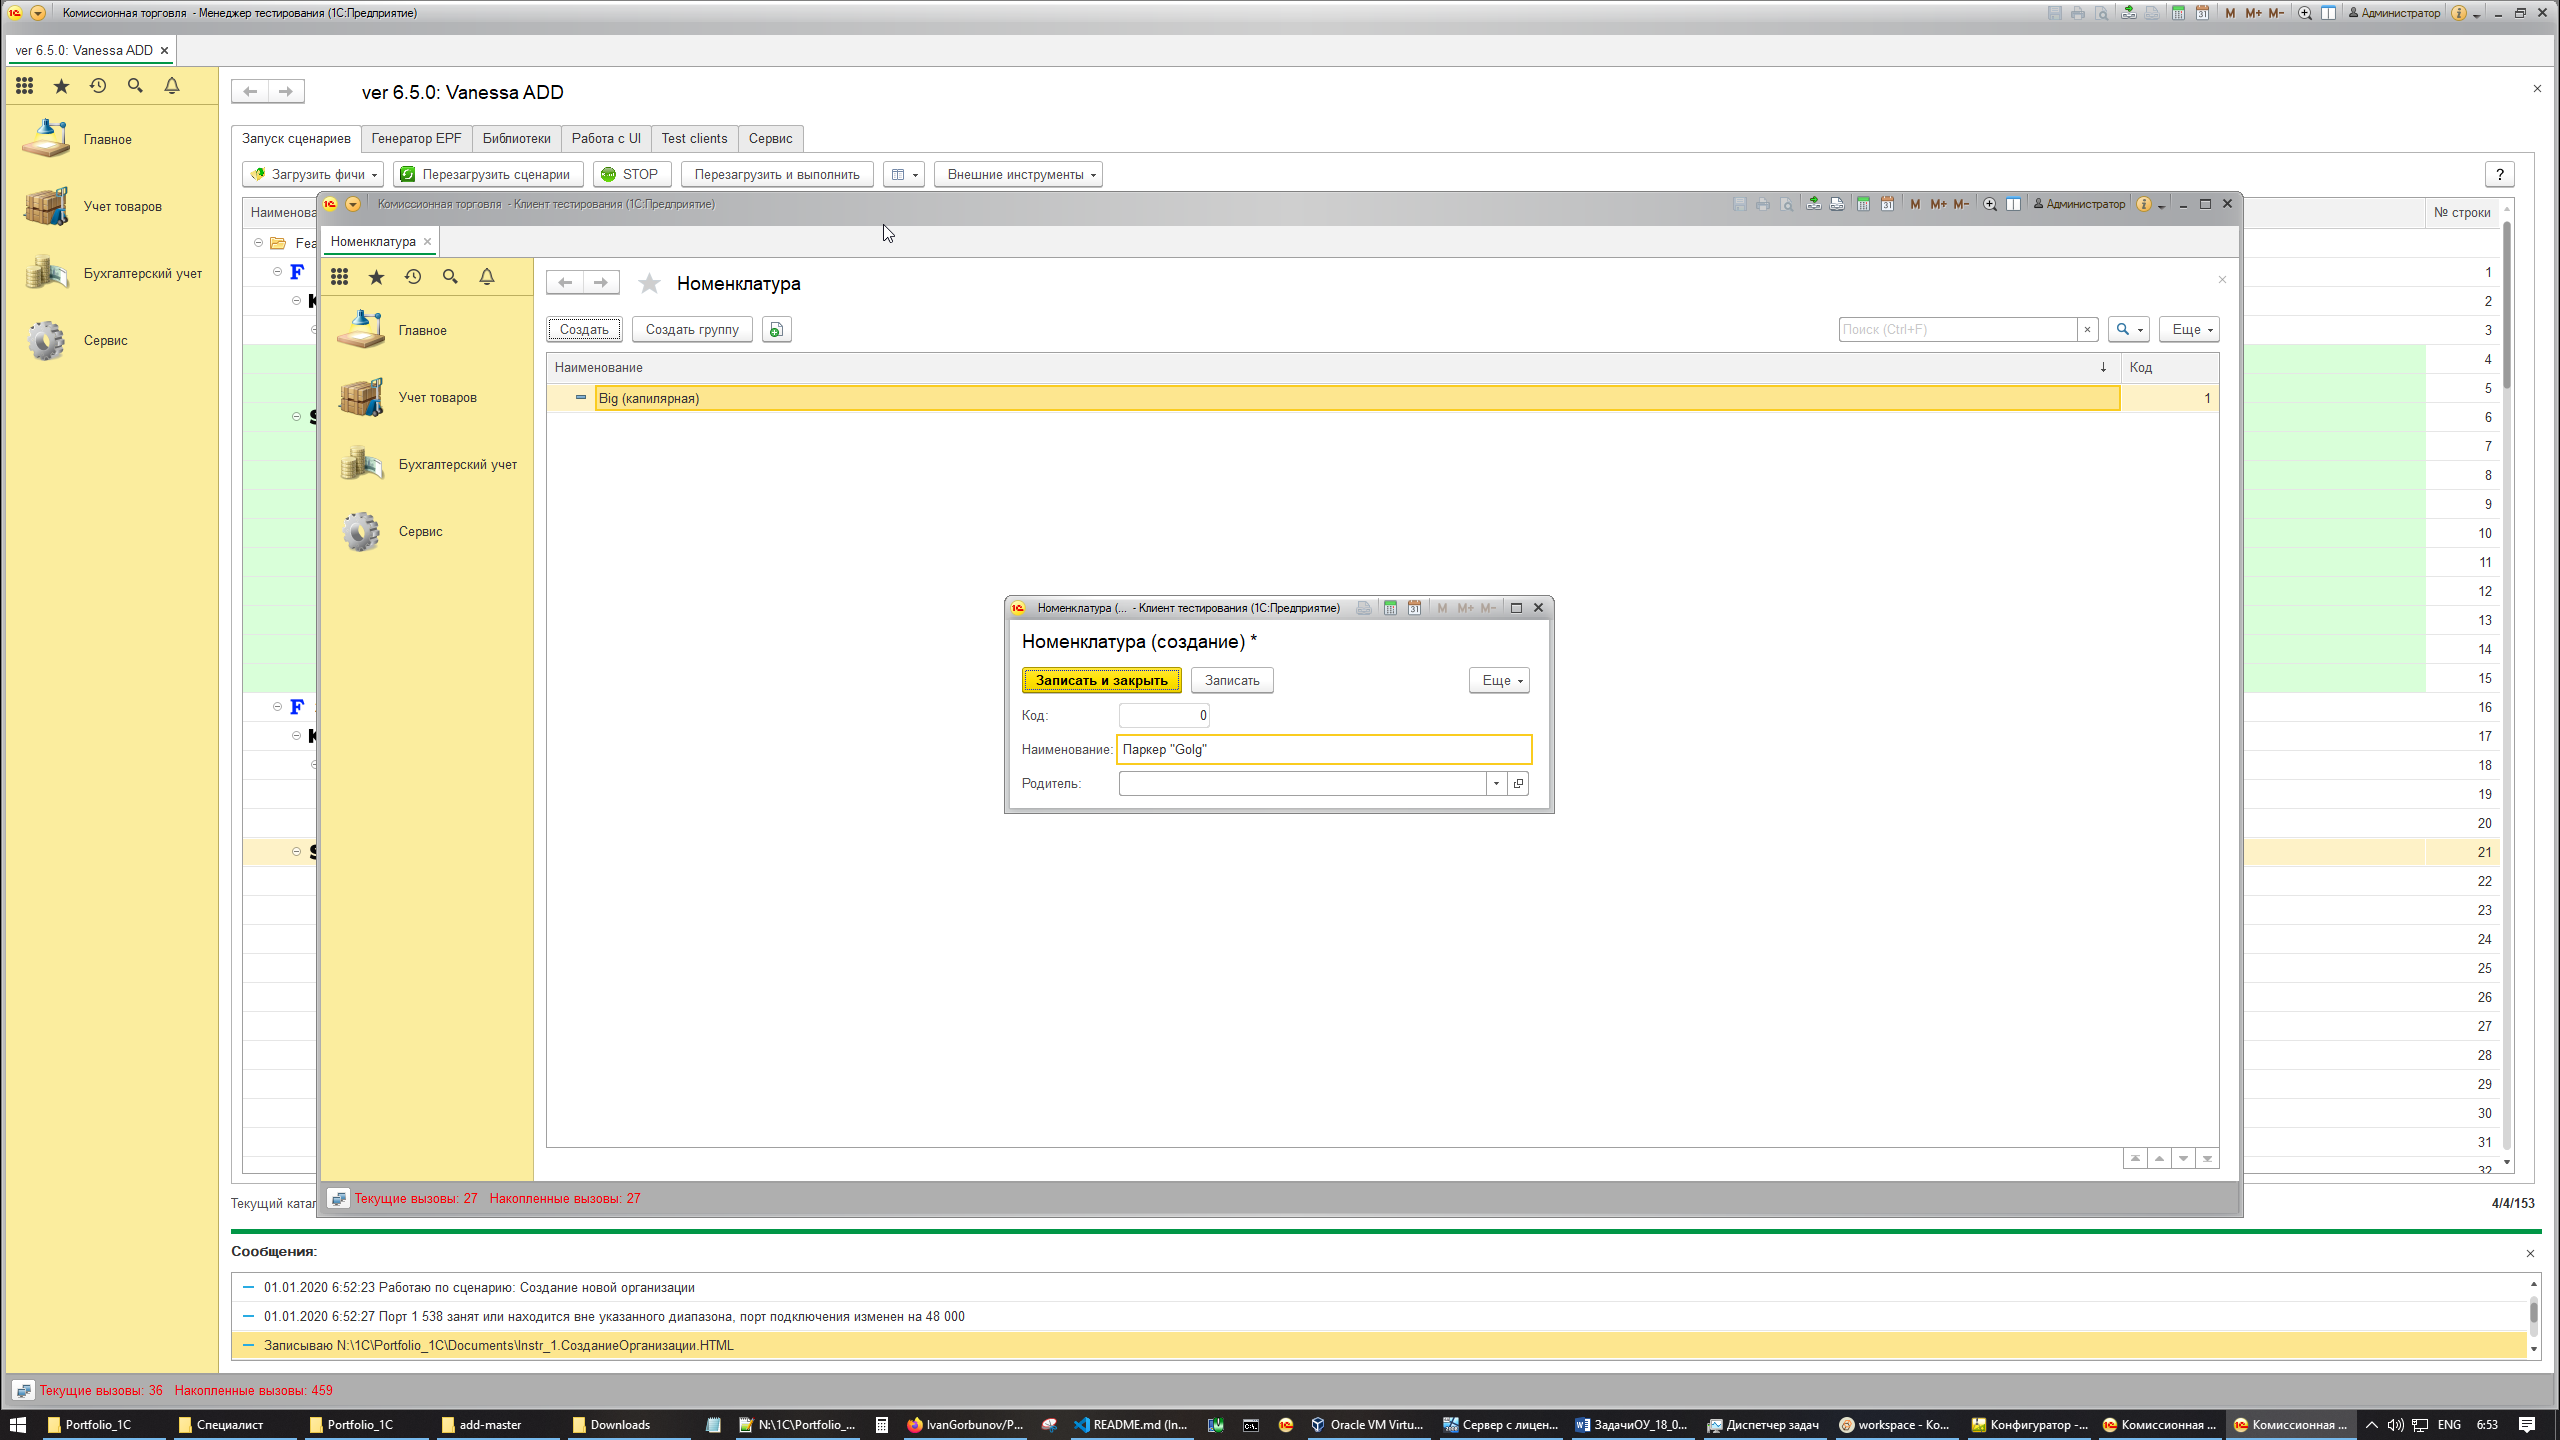 Комиссионная торговля - Менеджер тестирования (1С:Предприятие)
M M+ M- Администратор
ver 6.5.0: Vanessa ADD
ver 6.5.0: Vanessa ADD
Главное
Учет товаров
Бухгалтерский учет
Сервис
Запуск сценариев Генератор EPF Библиотеки Работа с UI Test clients Сервис
Загрузить фичи Перезагрузить сценарии STOP Перезагрузить и выполнить Внешние инструменты ?
№ строки
Комиссионная торговля - Клиент тестирования (1С:Предприятие)
M M+ M- Администратор
Номенклатура
Номенклатура
Главное
Учет товаров
Бухгалтерский учет
Сервис
Создать Создать группу Поиск (Ctrl+F) Еще
Наименование Код
Big (капилярная) 1
Номенклатура (... - Клиент тестирования (1С:Предприятие) M M+ M-
Номенклатура (создание) *
Записать и закрыть Записать Еще
Код: 0
Наименование: Паркер "Golg"
Родитель:
Текущие вызовы: 27 Накопленные вызовы: 27
1
2
3
4
5
6
7
8
9
10
11
12
13
14
15
16
17
18
19
20
21
22
23
24
25
26
27
28
29
30
31
32
4/4/153
Сообщения:
01.01.2020 6:52:23 Работаю по сценарию: Создание новой организации
01.01.2020 6:52:27 Порт 1 538 занят или находится вне указанного диапазона, порт подключения изменен на 48 000
Записываю N:\1C\Portfolio_1C\Documents\Instr_1.СозданиеОрганизации.HTML
Текущие вызовы: 36 Накопленные вызовы: 459
Portfolio_1C Специалист Portfolio_1C add-master Downloads N:\1C\Portfolio_... IvanGorbunov/P... README.md (In... Oracle VM Virtu... Сервер с лицен... ЗадачиОУ_18_0... Диспетчер задач workspace - Ко... Конфигуратор -... Комиссионная ... Комиссионная ... ENG 6:53